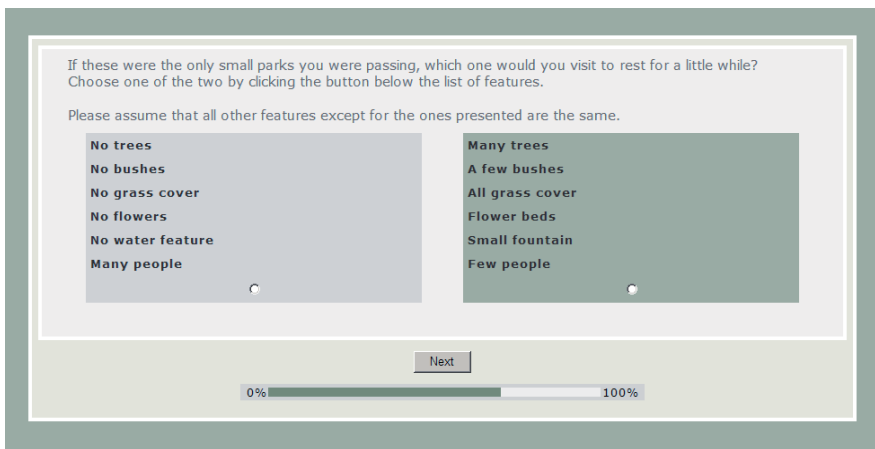 If these were the only small parks you were passing, which one would you visit to rest for a little while?
Choose one of the two by clicking the button below the list of features.
Please assume that all other features except for the ones presented are the same.
No trees
No bushes
No grass cover
No flowers
No water feature
Many people
Many trees
A few bushes
All grass cover
Flower beds
Small fountain
Few people
Next
0% 100%